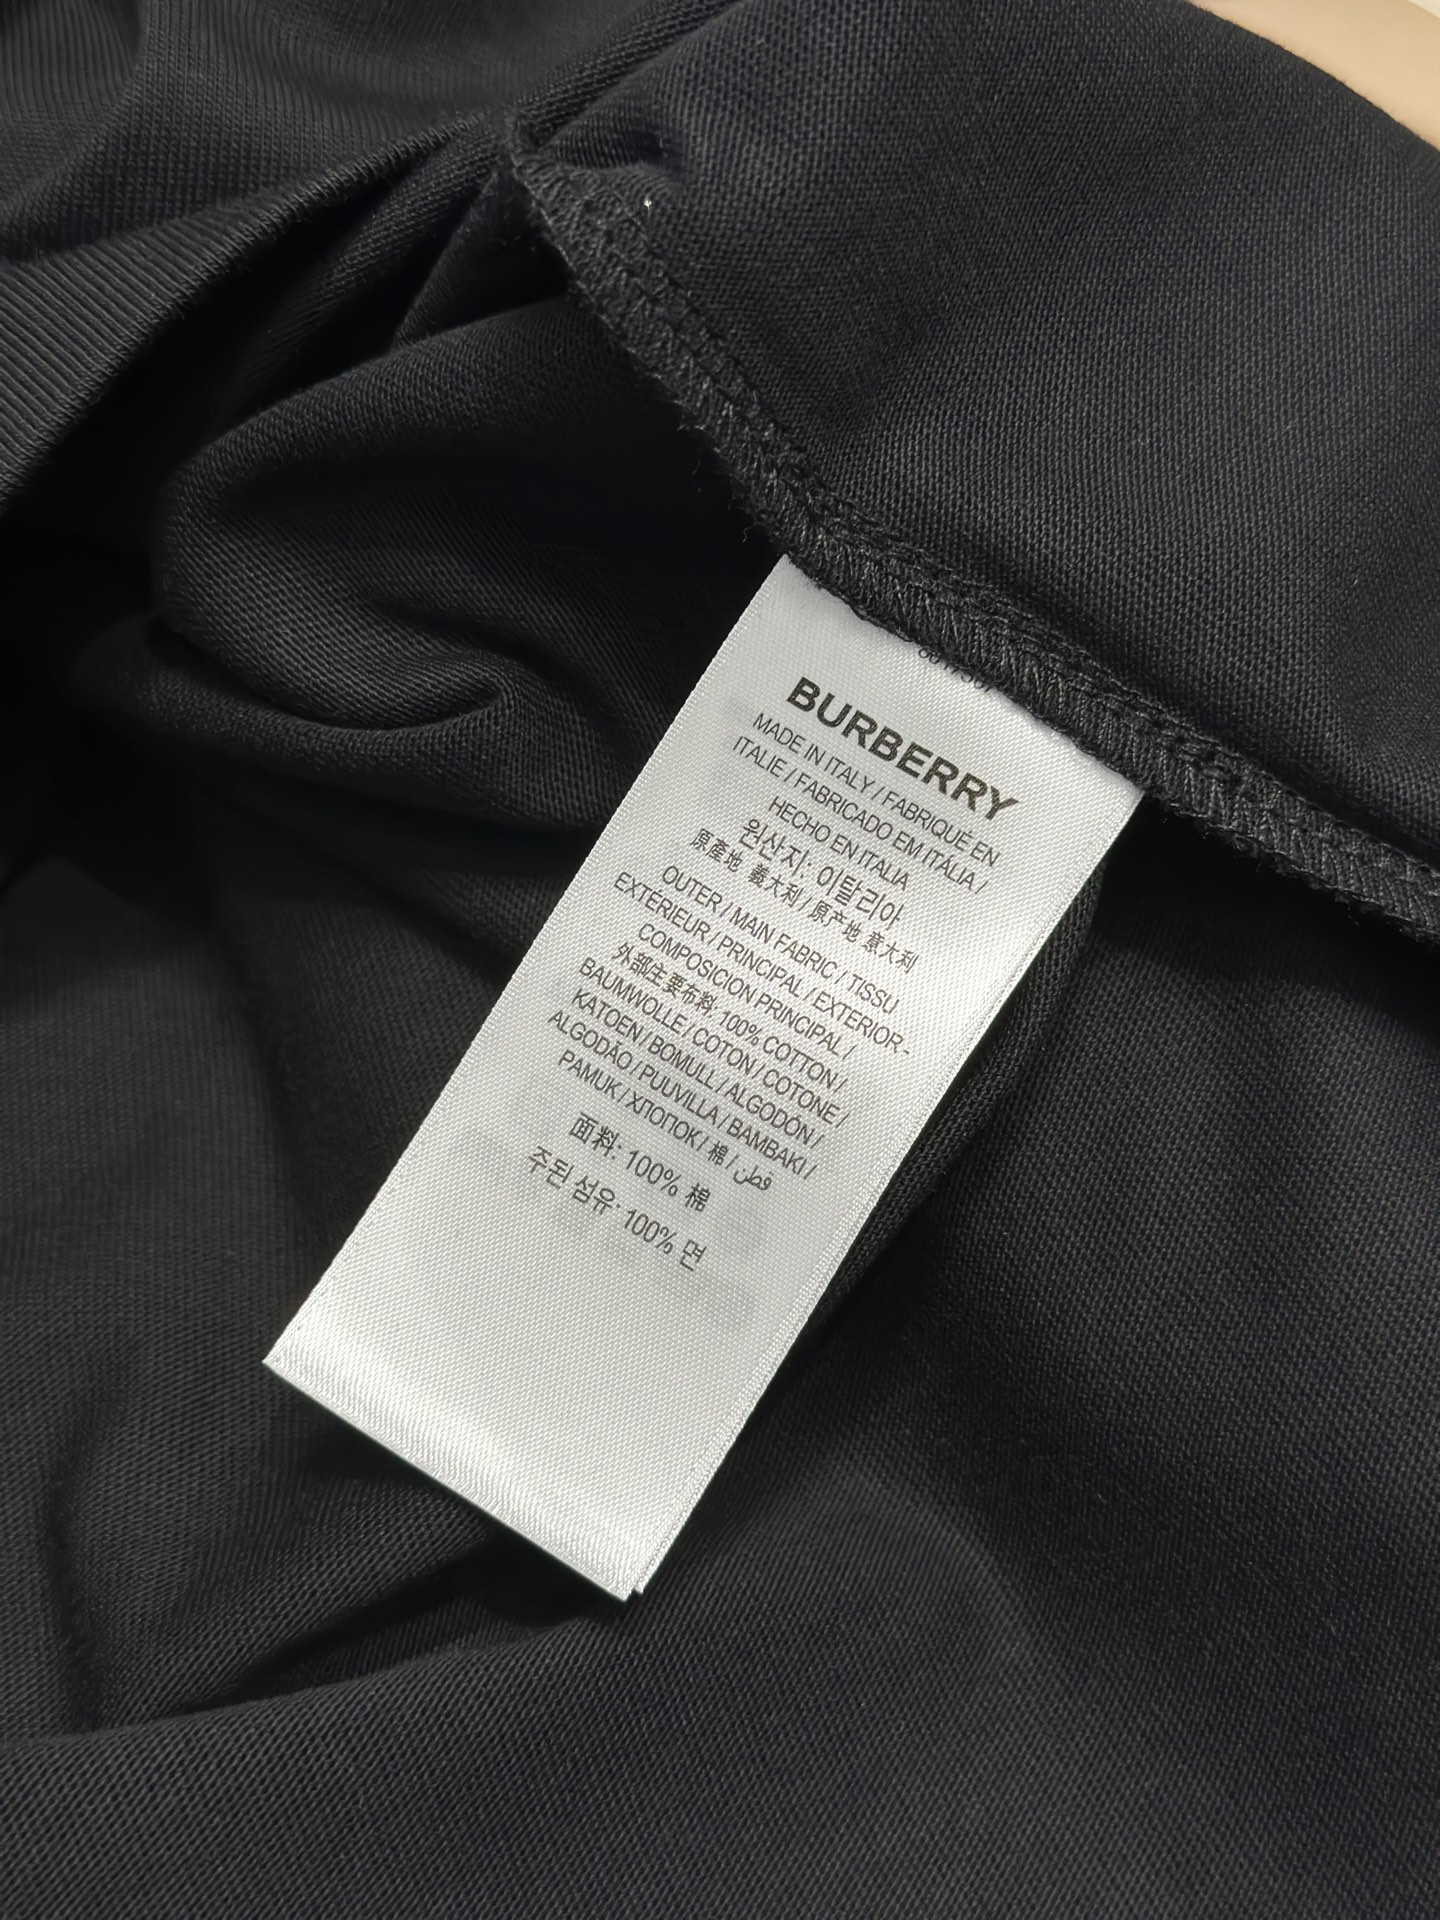 BURBERRY
MADE IN ITALY / FABRIQUÉ EN
ITALIE / FABRICADO EM ITÁLIA /
HECHO EN ITALIA
원산지: 이탈리아
原產地 義大利 / 原产地 意大利
OUTER / MAIN FABRIC / TISSU
EXTERIEUR / PRINCIPAL / EXTERIOR -
COMPOSICION PRINCIPAL /
外部主要布料, 100% COTTON /
BAUMWOLLE / COTON / COTONE /
KATOEN / BOMULL / ALGODÓN /
ALGODÃO / PUUVILLA / BAMBAKI /
PAMUK / ХЛОПОК / 棉 / قطن
面料: 100% 棉
주된 섬유: 100% 면